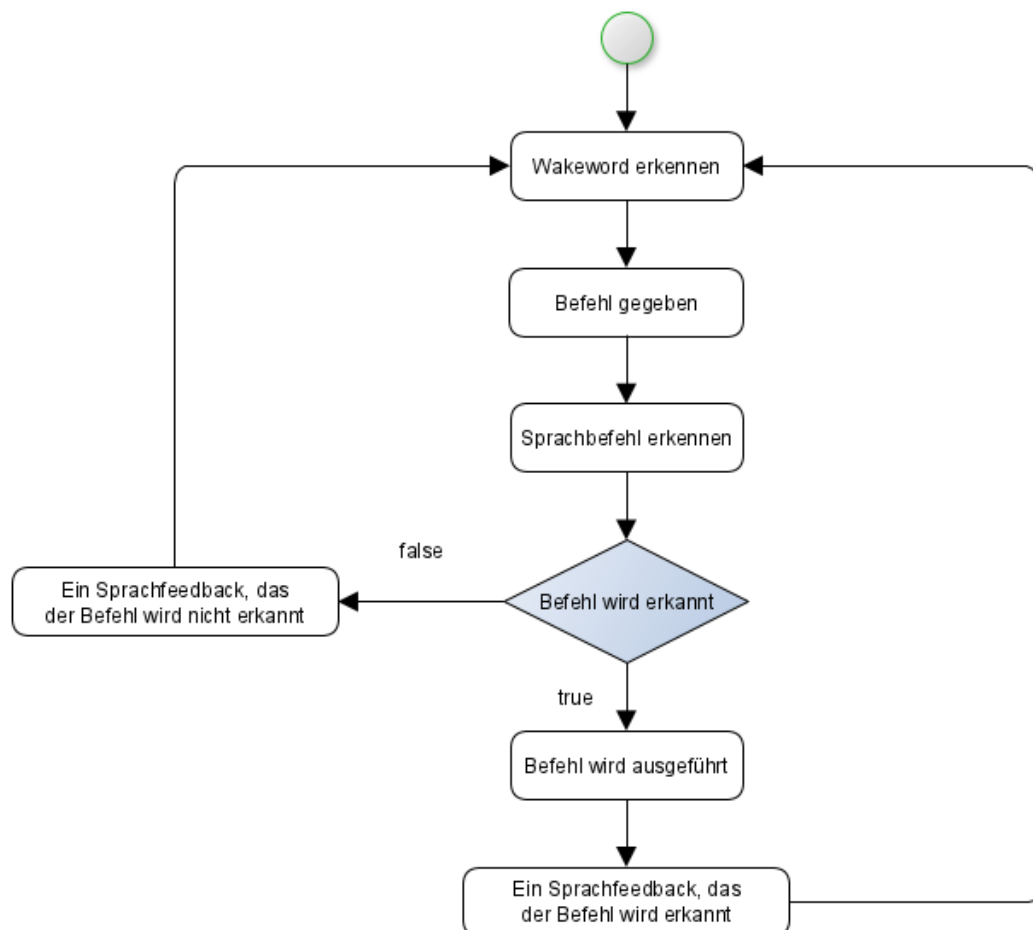 Wakeword erkennen
Befehl gegeben
Sprachbefehl erkennen
false
Befehl wird erkannt
Ein Sprachfeedback, das
der Befehl wird nicht erkannt
true
Befehl wird ausgeführt
Ein Sprachfeedback, das
der Befehl wird erkannt